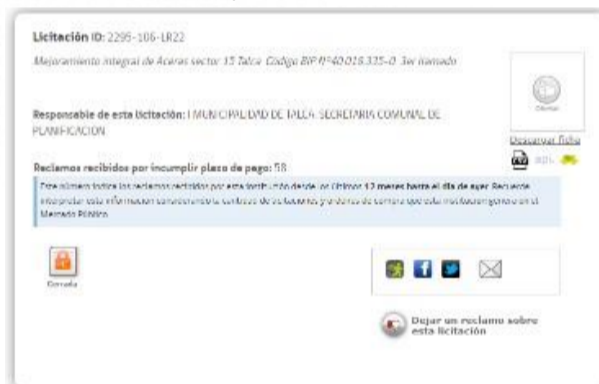 Licitación ID: 2295-106-LR22
Mejoramiento integral de Aceras sector 15 Talca Código BIP Nº40.016.335-0 3er llamado
Responsable de esta licitación: I MUNICIPALIDAD DE TALCA, SECRETARIA COMUNAL DE
PLANIFICACION
Descargar ficha
Reclamos recibidos por incumplir plazo de pago: 58
Este número indica los reclamos recibidos por esta institución desde los últimos 12 meses hasta el día de ayer. Recuerde
interpretar esta información considerando la cantidad de licitaciones y órdenes de compra que esta institución genera en el
Mercado Público
Cerrada
Dejar un reclamo sobre
esta licitación